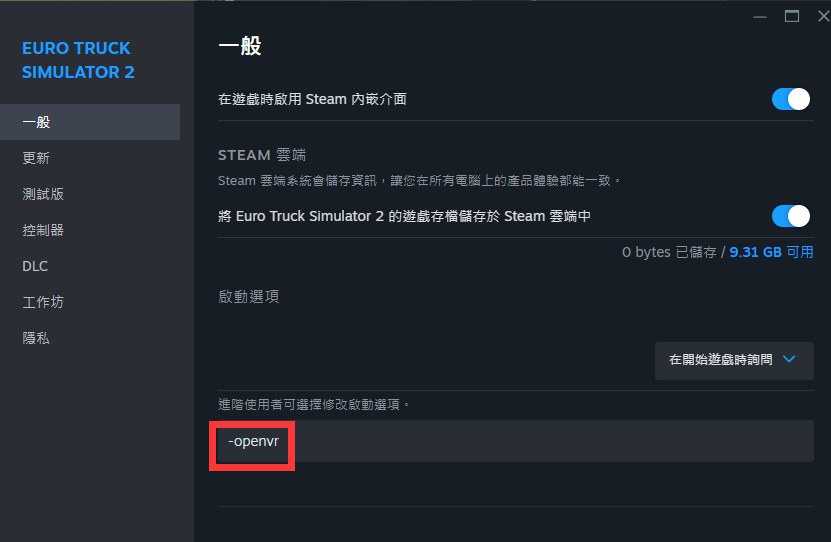 EURO TRUCK
SIMULATOR 2
一般
更新
測試版
控制器
DLC
工作坊
隱私
一般
在遊戲時啟用 Steam 內嵌介面
STEAM 雲端
Steam 雲端系統會儲存資訊，讓您在所有電腦上的產品體驗都能一致。
將 Euro Truck Simulator 2 的遊戲存檔儲存於 Steam 雲端中
0 bytes 已儲存 / 9.31 GB 可用
啟動選項
在開始遊戲時詢問
進階使用者可選擇修改啟動選項。
-openvr